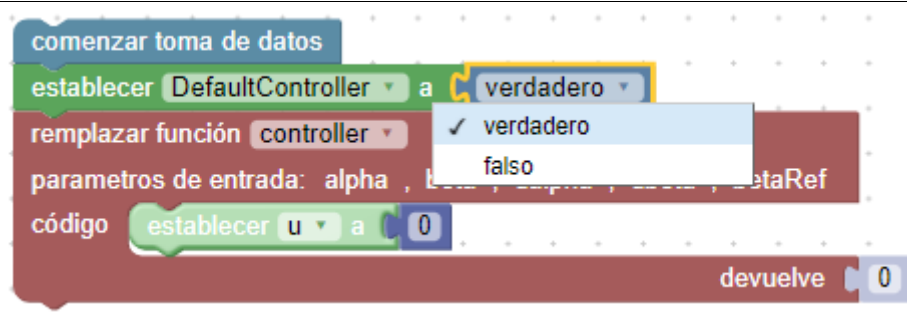 comenzar toma de datos
establecer DefaultController a verdadero
verdadero
falso
remplazar función controller
parametros de entrada: alpha , , , , betaRef
código establecer u a 0
devuelve 0